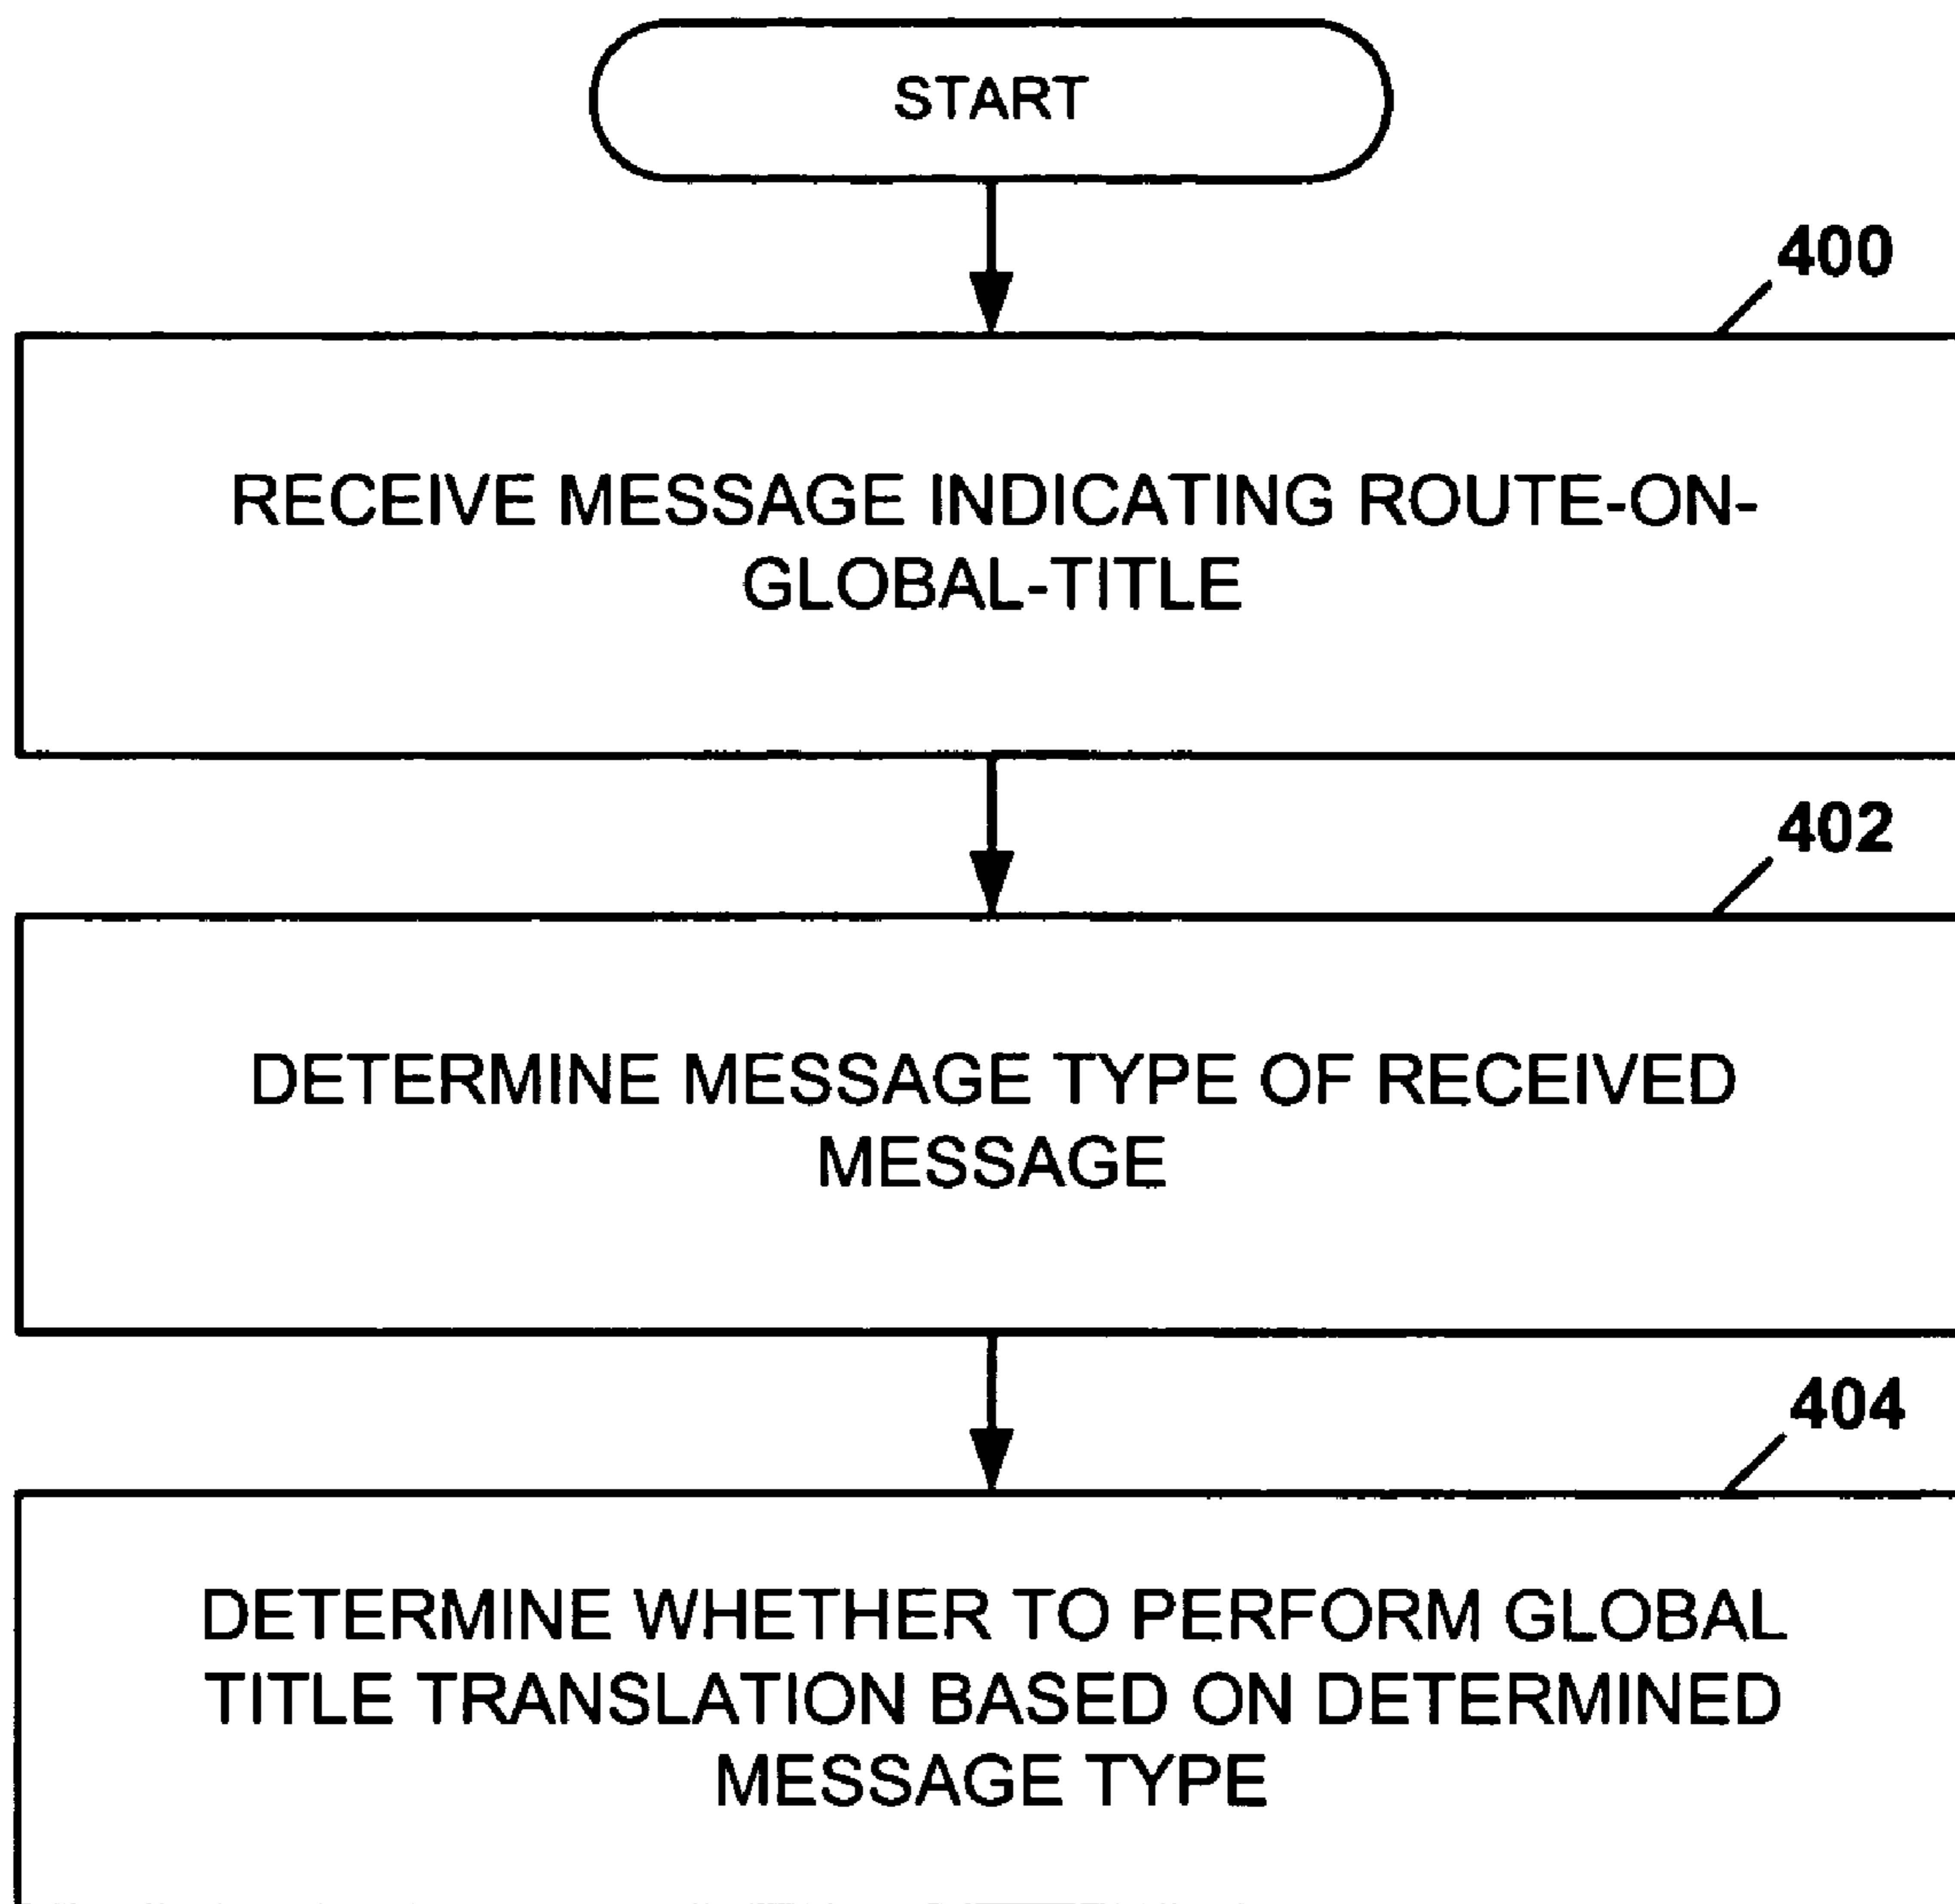 START
400
RECEIVE MESSAGE INDICATING ROUTE-ON-
GLOBAL-TITLE
402
DETERMINE MESSAGE TYPE OF RECEIVED
MESSAGE
404
DETERMINE WHETHER TO PERFORM GLOBAL
TITLE TRANSLATION BASED ON DETERMINED
MESSAGE TYPE